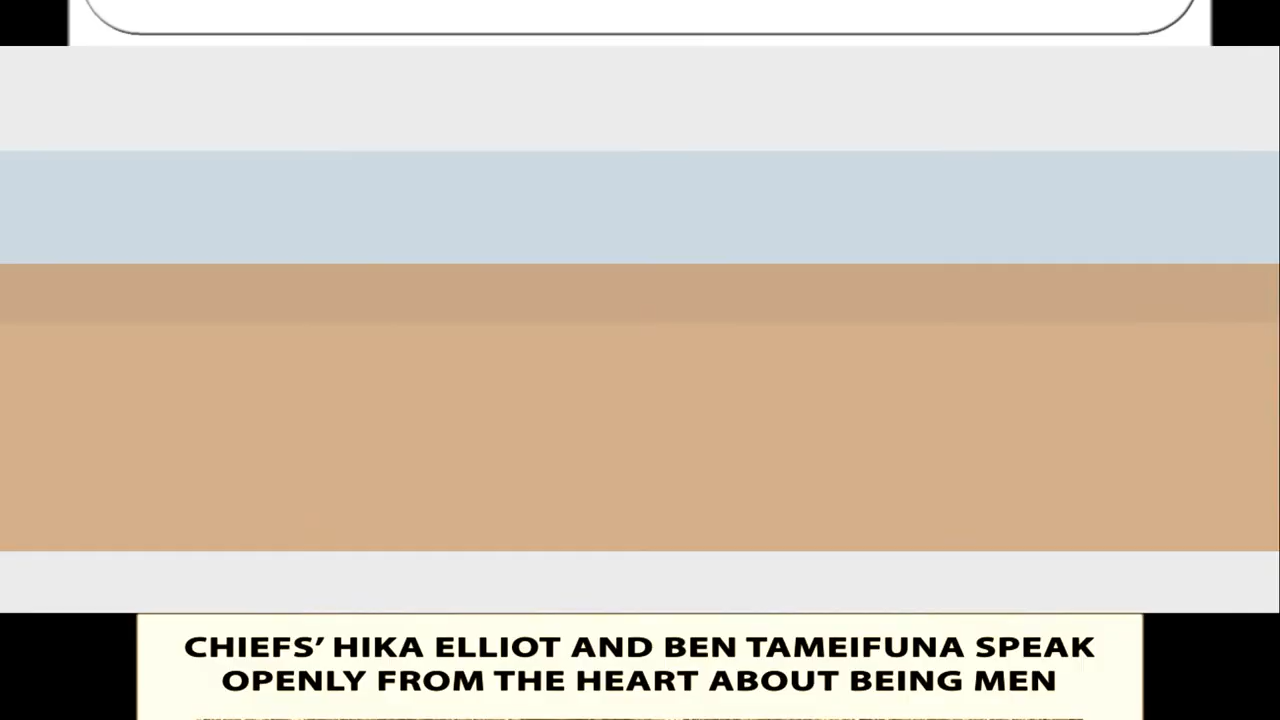 CHIEFS’ HIKA ELLIOT AND BEN TAMEIFUNA SPEAK
OPENLY FROM THE HEART ABOUT BEING MEN